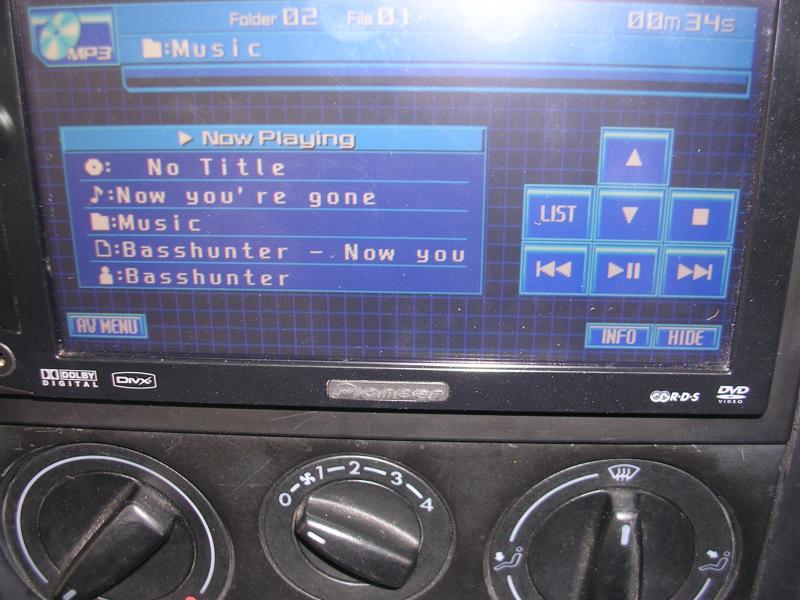 Folder 02 File 01 00m 34s
MP3
:Music
Now Playing
: No Title
:Now you're gone
:Music
:Basshunter - Now you
:Basshunter
LIST
AV MENU
INFO HIDE
DOLBY DIGITAL
DIVX
Pioneer
R·D·S
DVD VIDEO
0 1 2 3 4